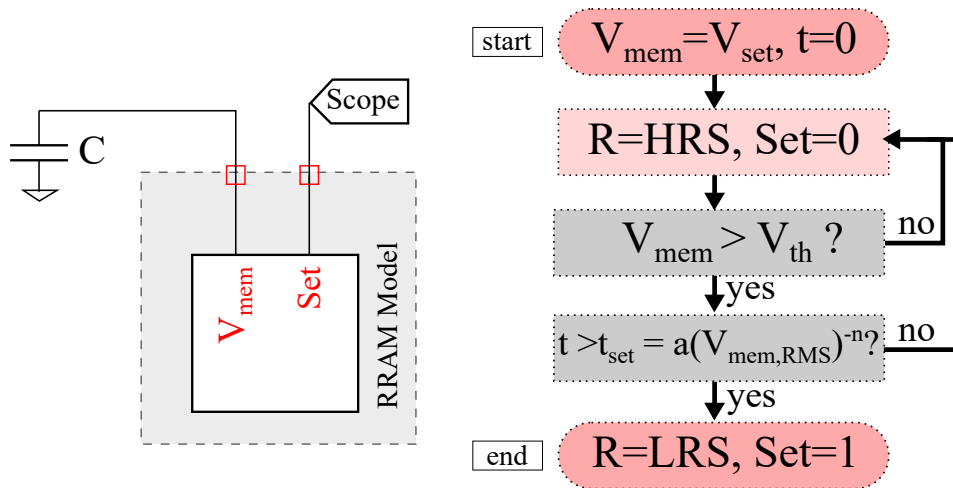 C
Scope
V_mem
Set
RRAM Model
start
V_mem=V_set, t=0
R=HRS, Set=0
V_mem > V_th ?
no
yes
t >t_set = a(V_mem,RMS)^-n?
no
yes
end
R=LRS, Set=1